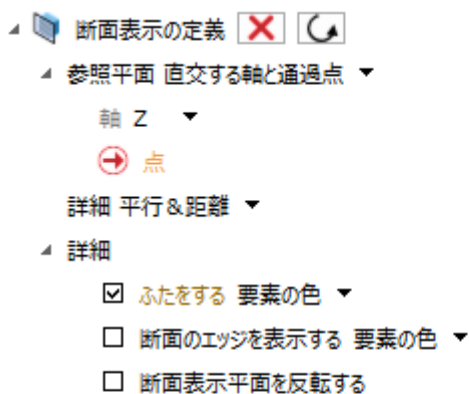 断面表示の定義
参照平面 直交する軸と通過点
軸 Z
点
詳細 平行&距離
詳細
ふたをする 要素の色
断面のエッジを表示する 要素の色
断面表示平面を反転する